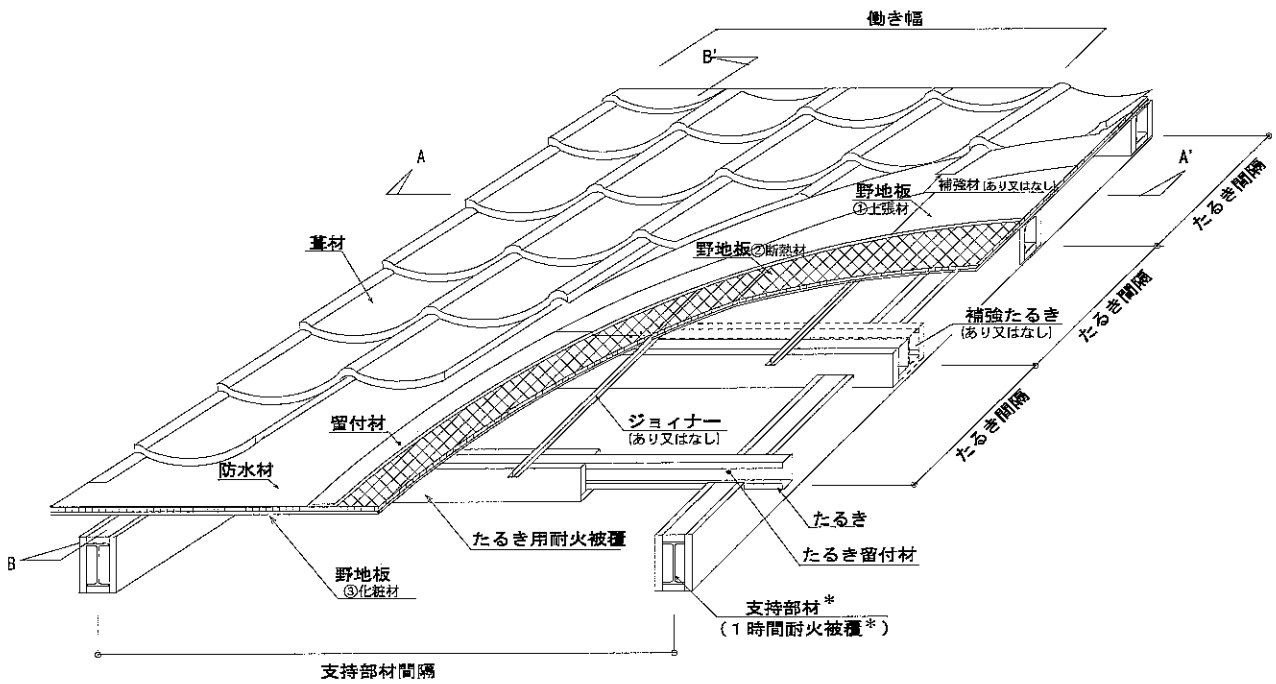 働き幅
B'
A
A'
補強材(あり又はなし)
野地板
①上張材
たるき間隔
葺材
野地板②断熱材
たるき間隔
補強たるき
(あり又はなし)
ジョイナー
(あり又はなし)
たるき間隔
留付材
防水材
たるき
たるき用耐火被覆
たるき留付材
B
野地板
③化粧材
支持部材*
(1時間耐火被覆*)
支持部材間隔